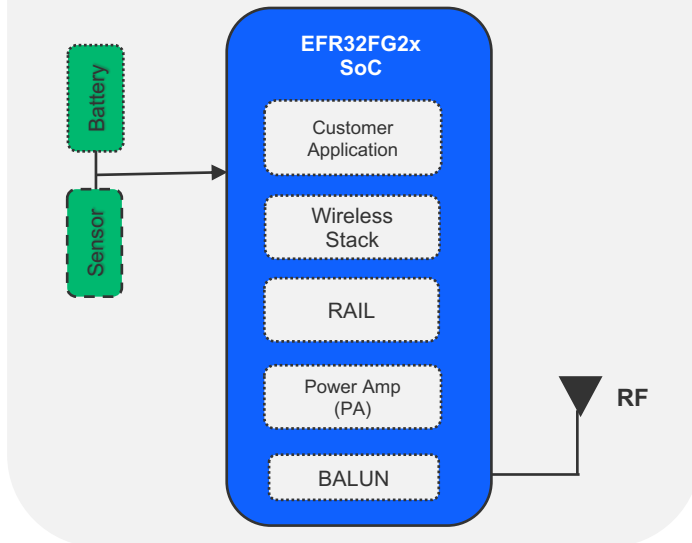 EFR32FG2x
SoC
Battery
Sensor
Customer
Application
Wireless
Stack
RAIL
Power Amp
(PA)
BALUN
RF